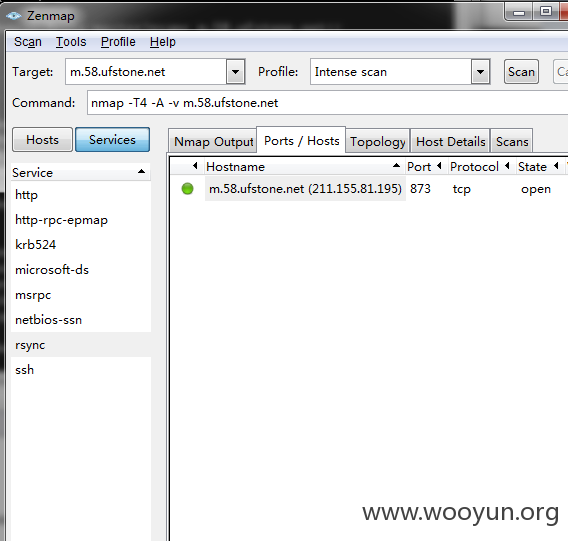 Zenmap
Scan Tools Profile Help
Target: m.58.ufstone.net Profile: Intense scan Scan
Command: nmap -T4 -A -v m.58.ufstone.net
Hosts Services Nmap Output Ports / Hosts Topology Host Details Scans
Service Hostname Port Protocol State
http m.58.ufstone.net (211.155.81.195) 873 tcp open
http-rpc-epmap
krb524
microsoft-ds
msrpc
netbios-ssn
rsync
ssh
www.wooyun.org